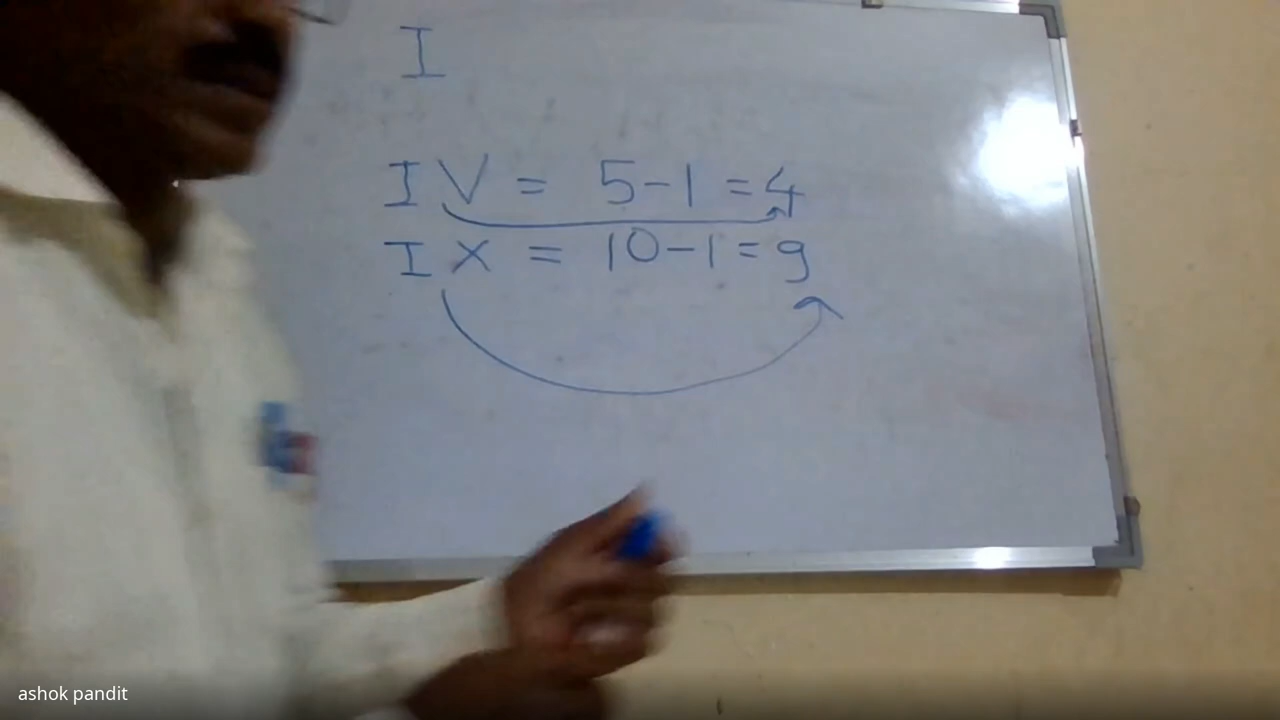 I
IV = 5-1=4
IX = 10-1=9
ashok pandit